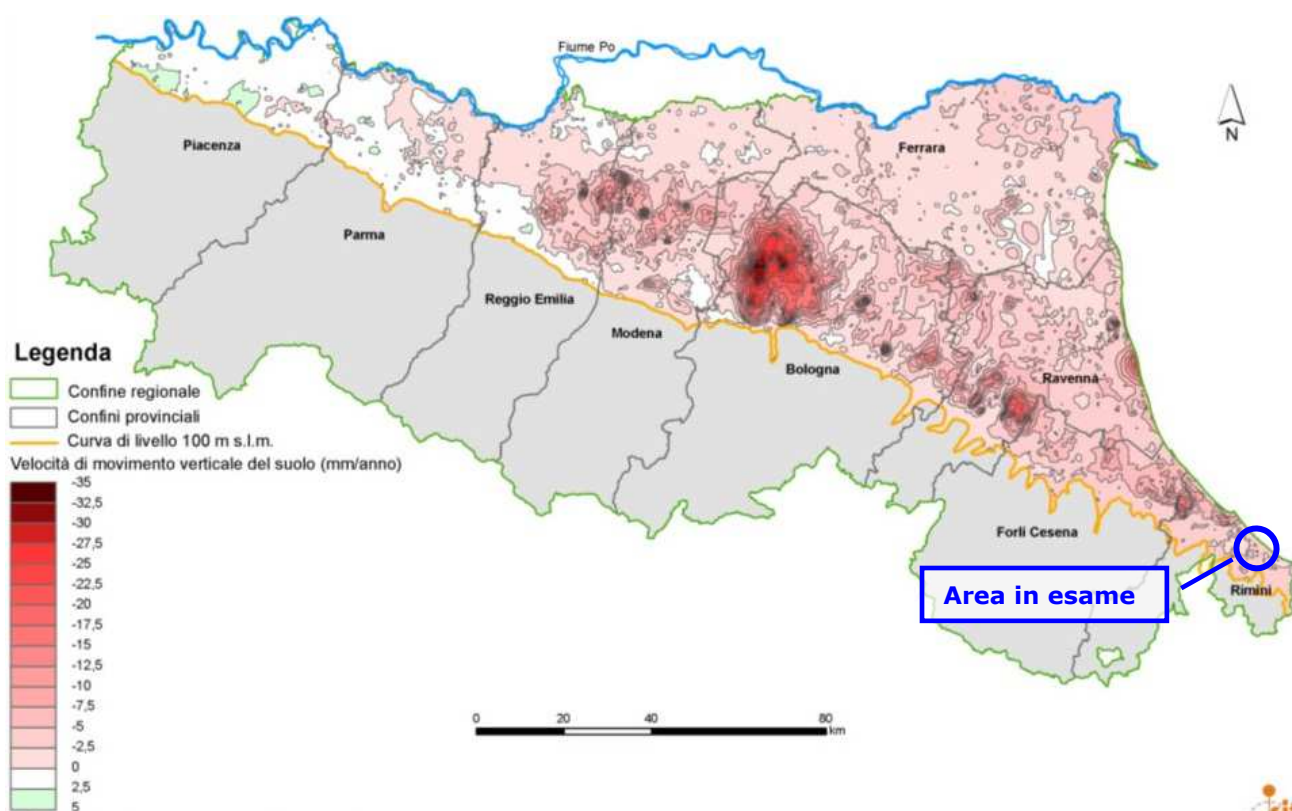 Fiume Po
N
Piacenza
Ferrara
Parma
Reggio Emilia
Modena
Bologna
Ravenna
Forlì Cesena
Rimini
Area in esame
Legenda
Confine regionale
Confini provinciali
Curva di livello 100 m s.l.m.
Velocità di movimento verticale del suolo (mm/anno)
-35
-32,5
-30
-27,5
-25
-22,5
-20
-17,5
-15
-12,5
-10
-7,5
-5
-2,5
0
2,5
5
0 20 40 80
km